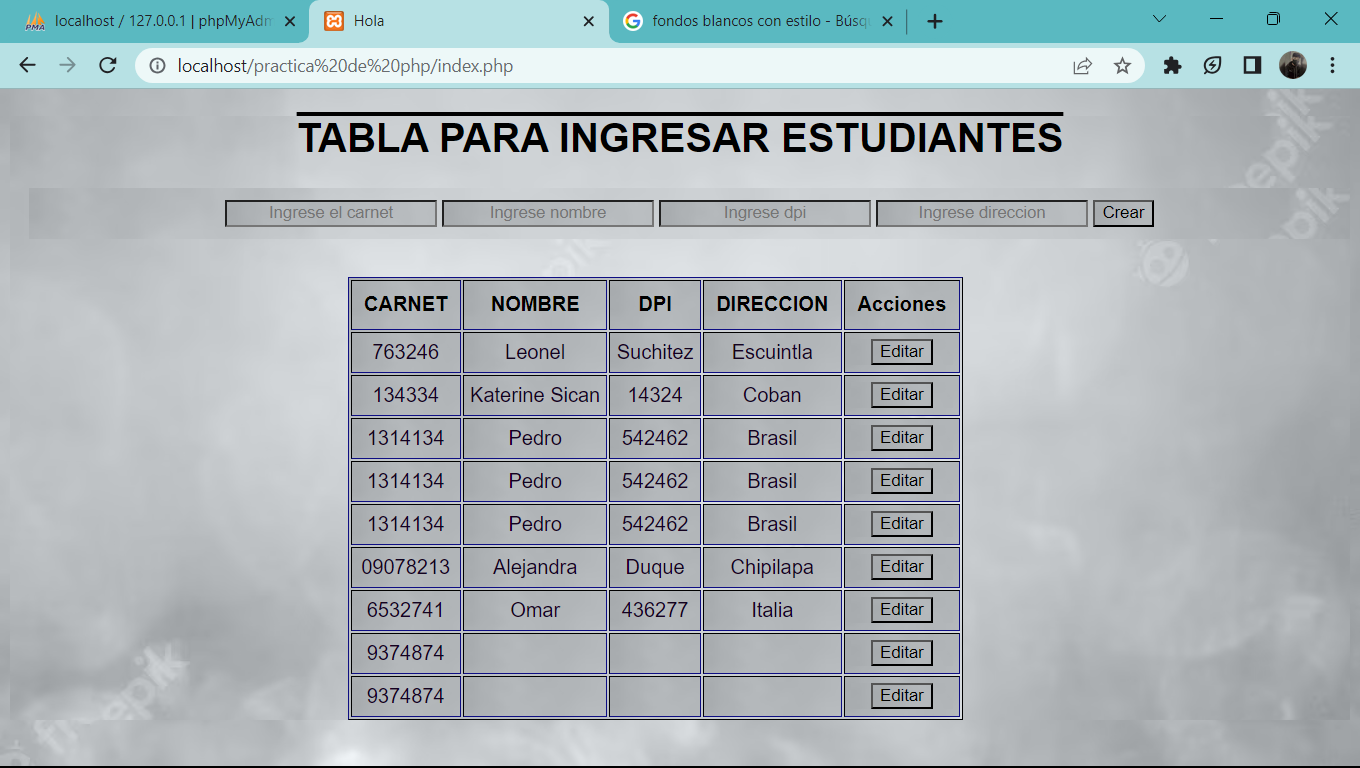 localhost / 127.0.0.1 | phpMyAdm
Hola
fondos blancos con estilo - Búsqu
localhost/practica%20de%20php/index.php
TABLA PARA INGRESAR ESTUDIANTES
Ingrese el carnet Ingrese nombre Ingrese dpi Ingrese direccion Crear
CARNET NOMBRE DPI DIRECCION Acciones
763246 Leonel Suchitez Escuintla Editar
134334 Katerine Sican 14324 Coban Editar
1314134 Pedro 542462 Brasil Editar
1314134 Pedro 542462 Brasil Editar
1314134 Pedro 542462 Brasil Editar
09078213 Alejandra Duque Chipilapa Editar
6532741 Omar 436277 Italia Editar
9374874 Editar
9374874 Editar
freepik